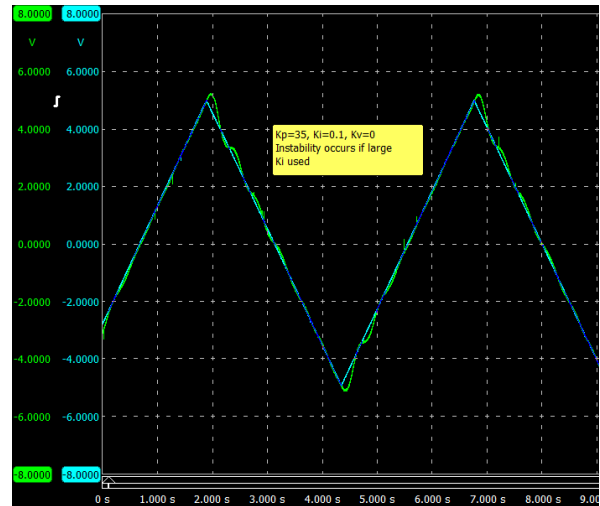 8.0000 8.0000
V V
6.0000 6.0000
4.0000 4.0000
Kp=35, Ki=0.1, Kv=0
Instability occurs if large
Ki used
2.0000 2.0000
0.0000 0.0000
-2.0000 -2.0000
-4.0000 -4.0000
-6.0000 -6.0000
-8.0000 -8.0000
0 s 1.000 s 2.000 s 3.000 s 4.000 s 5.000 s 6.000 s 7.000 s 8.000 s 9.0